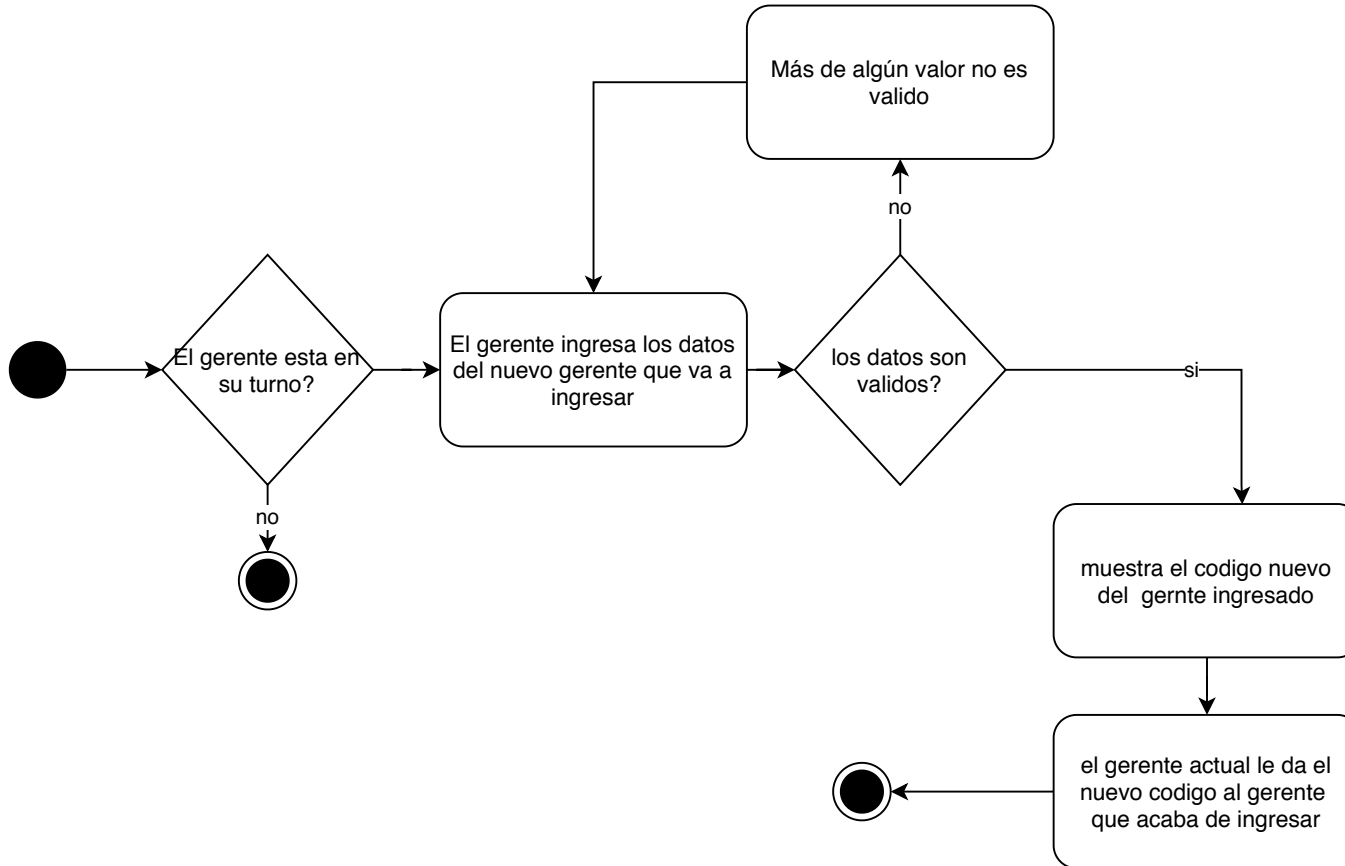 Más de algún valor no es
valido
no
El gerente esta en
su turno?
El gerente ingresa los datos
del nuevo gerente que va a
ingresar
los datos son
validos?
si
no
muestra el codigo nuevo
del gernte ingresado
el gerente actual le da el
nuevo codigo al gerente
que acaba de ingresar